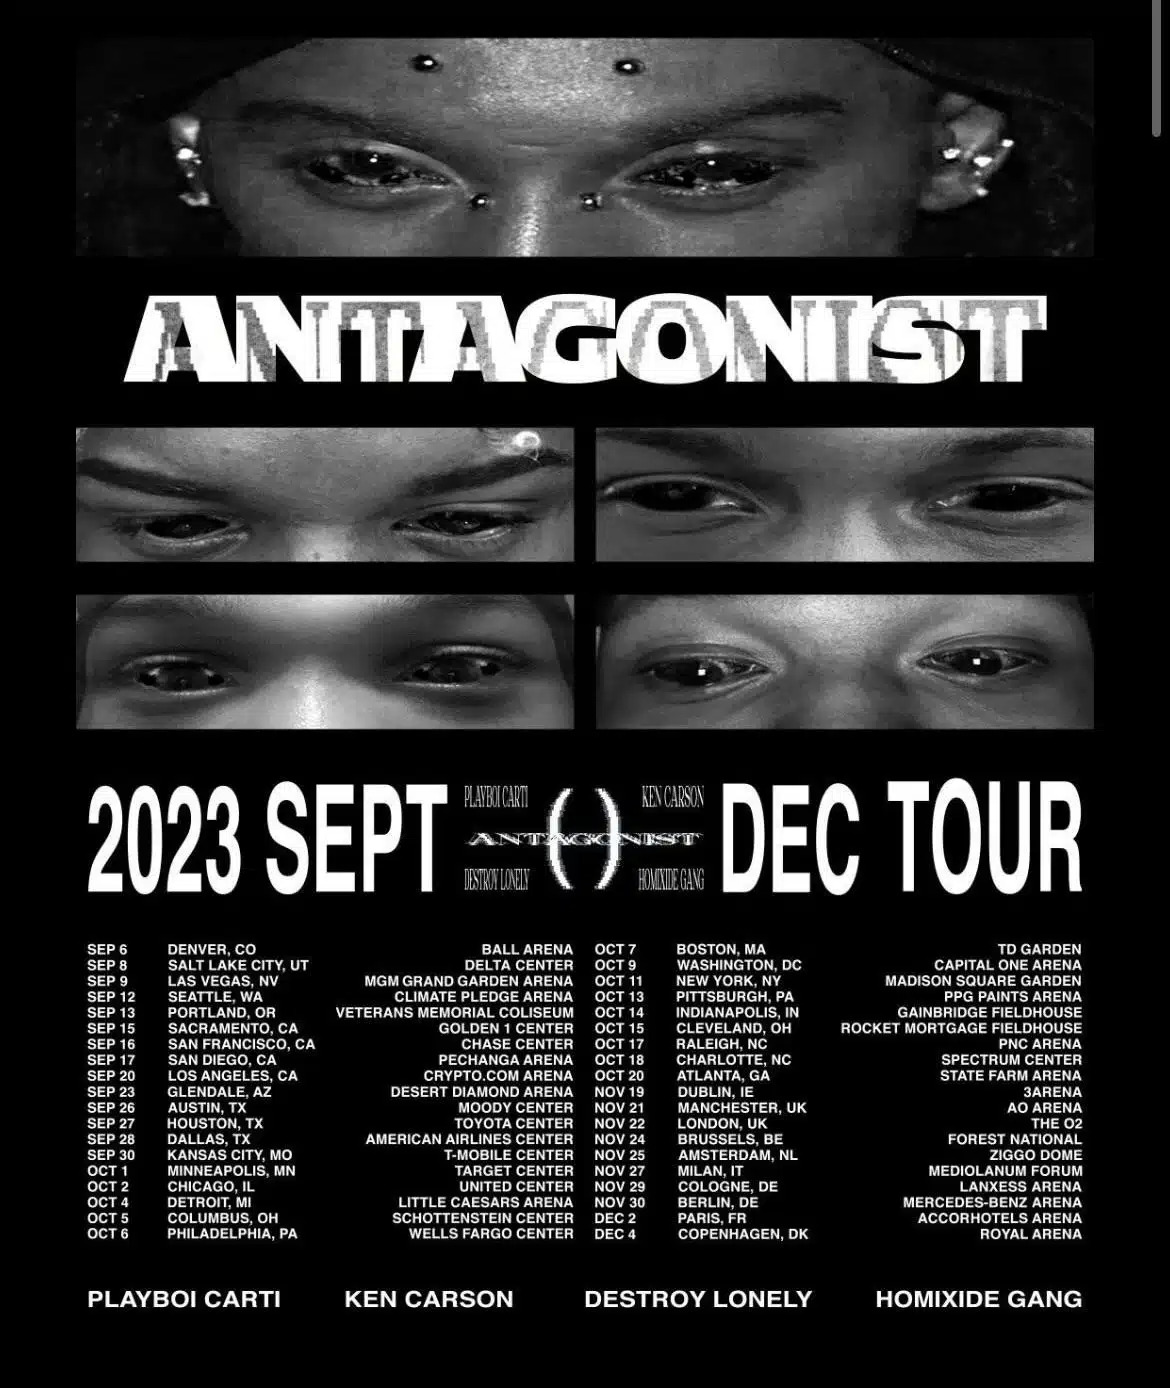 ANTAGONIST
2023 SEPT
PLAYBOI CARTI
KEN CARSON
ANTAGONIST
( )
DESTROY LONELY
HOMIXIDE GANG
DEC TOUR
SEP 6 DENVER, CO BALL ARENA
SEP 8 SALT LAKE CITY, UT DELTA CENTER
SEP 9 LAS VEGAS, NV MGM GRAND GARDEN ARENA
SEP 12 SEATTLE, WA CLIMATE PLEDGE ARENA
SEP 13 PORTLAND, OR VETERANS MEMORIAL COLISEUM
SEP 15 SACRAMENTO, CA GOLDEN 1 CENTER
SEP 16 SAN FRANCISCO, CA CHASE CENTER
SEP 17 SAN DIEGO, CA PECHANGA ARENA
SEP 20 LOS ANGELES, CA CRYPTO.COM ARENA
SEP 23 GLENDALE, AZ DESERT DIAMOND ARENA
SEP 26 AUSTIN, TX MOODY CENTER
SEP 27 HOUSTON, TX TOYOTA CENTER
SEP 28 DALLAS, TX AMERICAN AIRLINES CENTER
SEP 30 KANSAS CITY, MO T-MOBILE CENTER
OCT 1 MINNEAPOLIS, MN TARGET CENTER
OCT 2 CHICAGO, IL UNITED CENTER
OCT 4 DETROIT, MI LITTLE CAESARS ARENA
OCT 5 COLUMBUS, OH SCHOTTENSTEIN CENTER
OCT 6 PHILADELPHIA, PA WELLS FARGO CENTER
OCT 7 BOSTON, MA TD GARDEN
OCT 9 WASHINGTON, DC CAPITAL ONE ARENA
OCT 11 NEW YORK, NY MADISON SQUARE GARDEN
OCT 13 PITTSBURGH, PA PPG PAINTS ARENA
OCT 14 INDIANAPOLIS, IN GAINBRIDGE FIELDHOUSE
OCT 15 CLEVELAND, OH ROCKET MORTGAGE FIELDHOUSE
OCT 17 RALEIGH, NC PNC ARENA
OCT 18 CHARLOTTE, NC SPECTRUM CENTER
OCT 20 ATLANTA, GA STATE FARM ARENA
NOV 19 DUBLIN, IE 3ARENA
NOV 21 MANCHESTER, UK AO ARENA
NOV 22 LONDON, UK THE O2
NOV 24 BRUSSELS, BE FOREST NATIONAL
NOV 25 AMSTERDAM, NL ZIGGO DOME
NOV 27 MILAN, IT MEDIOLANUM FORUM
NOV 29 COLOGNE, DE LANXESS ARENA
NOV 30 BERLIN, DE MERCEDES-BENZ ARENA
DEC 2 PARIS, FR ACCORHOTELS ARENA
DEC 4 COPENHAGEN, DK ROYAL ARENA
PLAYBOI CARTI KEN CARSON DESTROY LONELY HOMIXIDE GANG